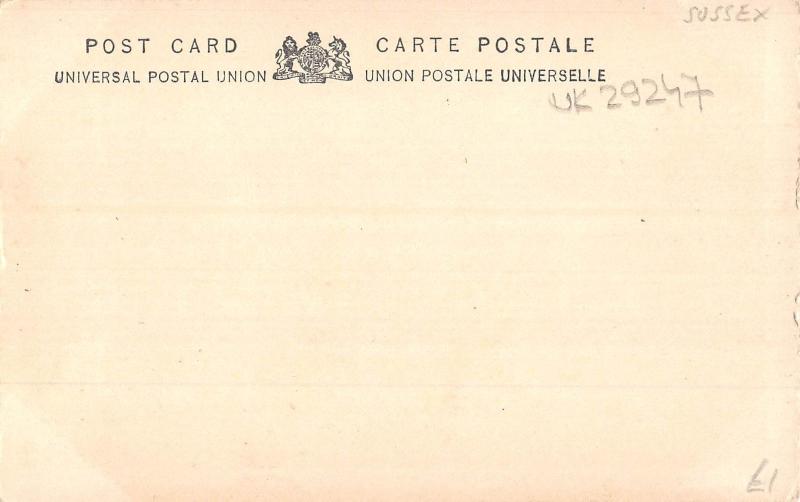 SUSSEX
POST CARD CARTE POSTALE
UNIVERSAL POSTAL UNION UNION POSTALE UNIVERSELLE
UK 29247
£1